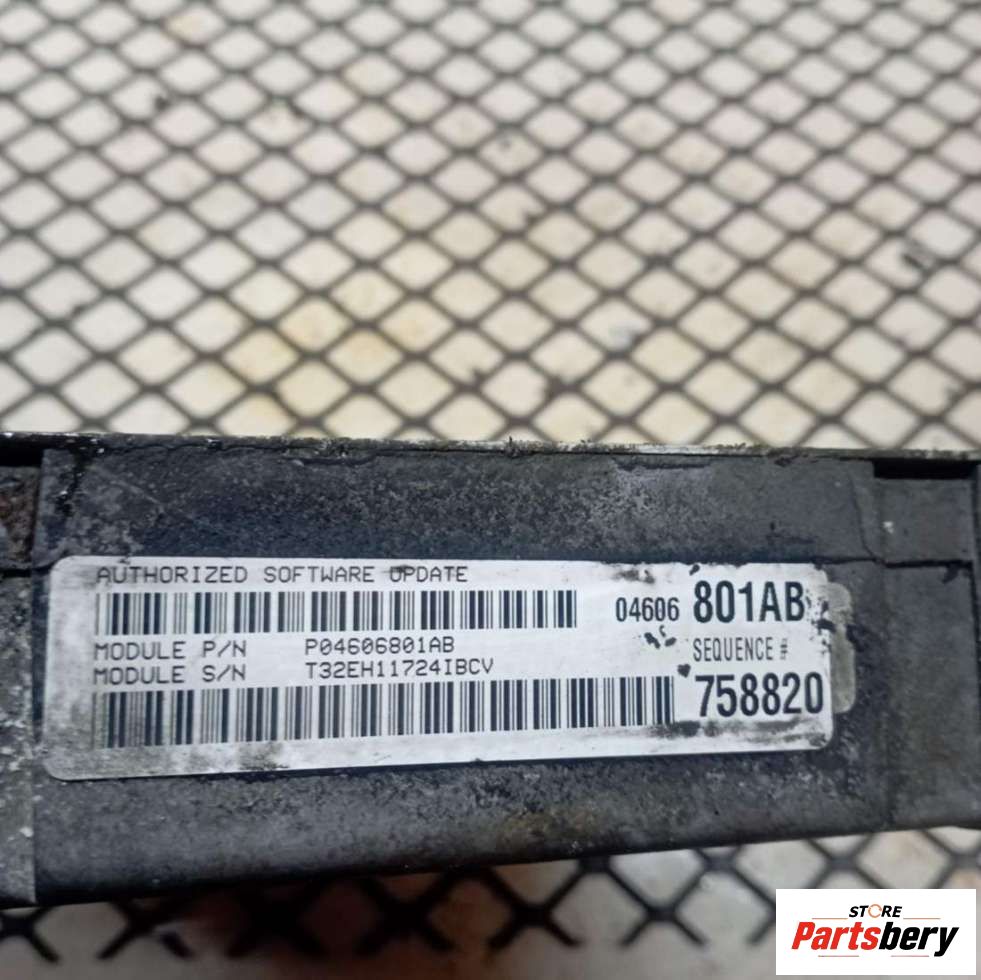 AUTHORIZED SOFTWARE UPDATE
04606 801AB
MODULE P/N P04606801AB
SEQUENCE #
MODULE S/N T32EH11724IBCV
758820
STORE
Partsbery